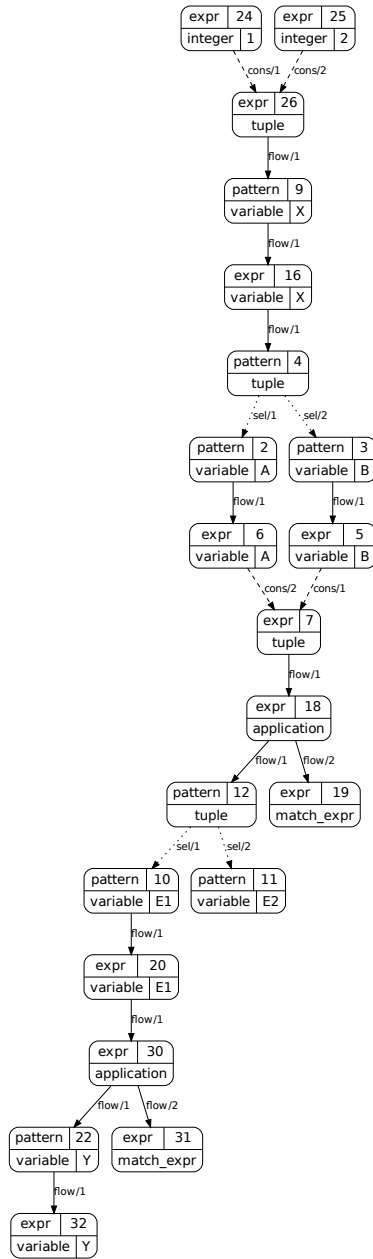 expr 24 expr 25
integer 1 integer 2
cons/1 cons/2
expr 26
tuple
flow/1
pattern 9
variable X
flow/1
expr 16
variable X
flow/1
pattern 4
tuple
sel/1 sel/2
pattern 2 pattern 3
variable A variable B
flow/1 flow/1
expr 6 expr 5
variable A variable B
cons/2 cons/1
expr 7
tuple
flow/1
expr 18
application
flow/1 flow/2
pattern 12 expr 19
tuple match_expr
sel/1 sel/2
pattern 10 pattern 11
variable E1 variable E2
flow/1
expr 20
variable E1
flow/1
expr 30
application
flow/1 flow/2
pattern 22 expr 31
variable Y match_expr
flow/1
expr 32
variable Y